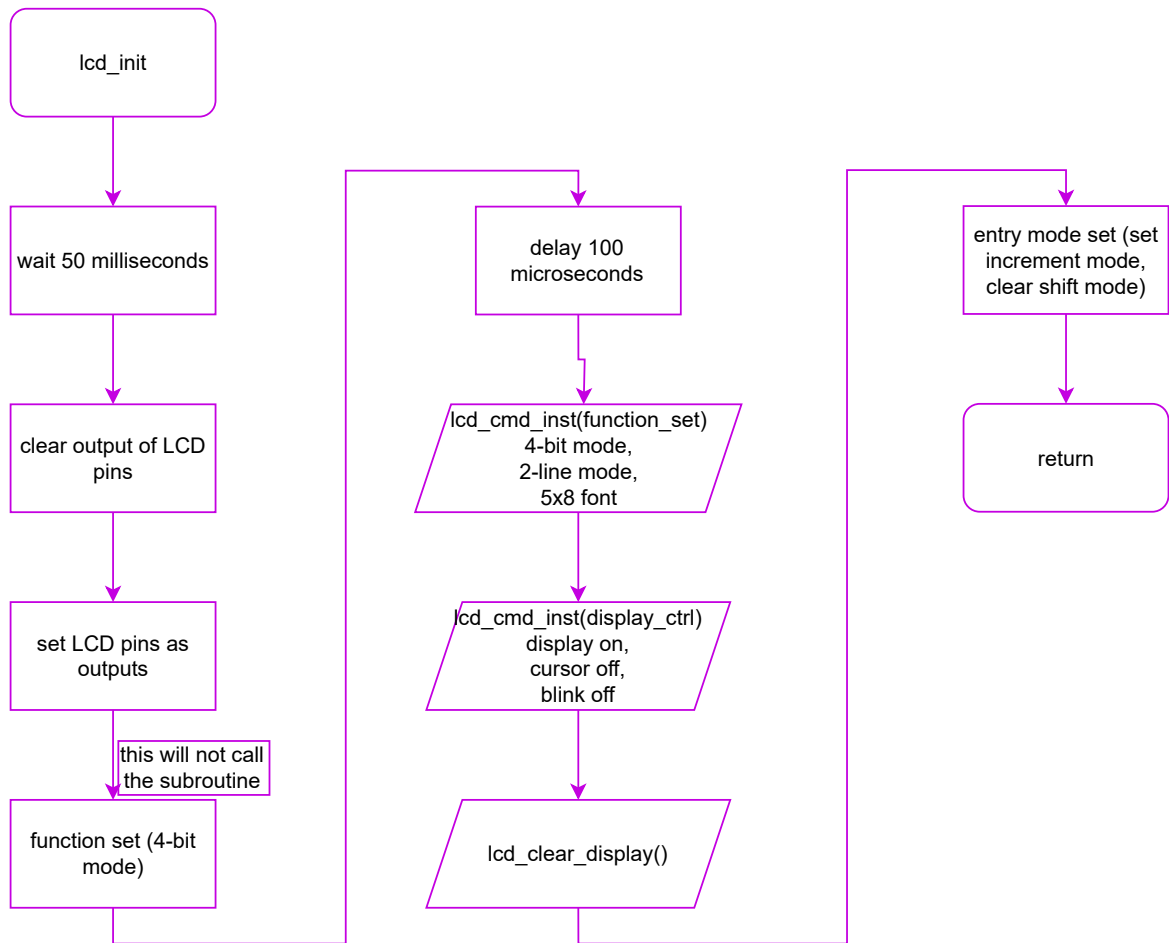 lcd_init
wait 50 milliseconds
clear output of LCD
pins
set LCD pins as
outputs
this will not call
the subroutine
function set (4-bit
mode)
delay 100
microseconds
lcd_cmd_inst(function_set)
4-bit mode,
2-line mode,
5x8 font
lcd_cmd_inst(display_ctrl)
display on,
cursor off,
blink off
lcd_clear_display()
entry mode set (set
increment mode,
clear shift mode)
return